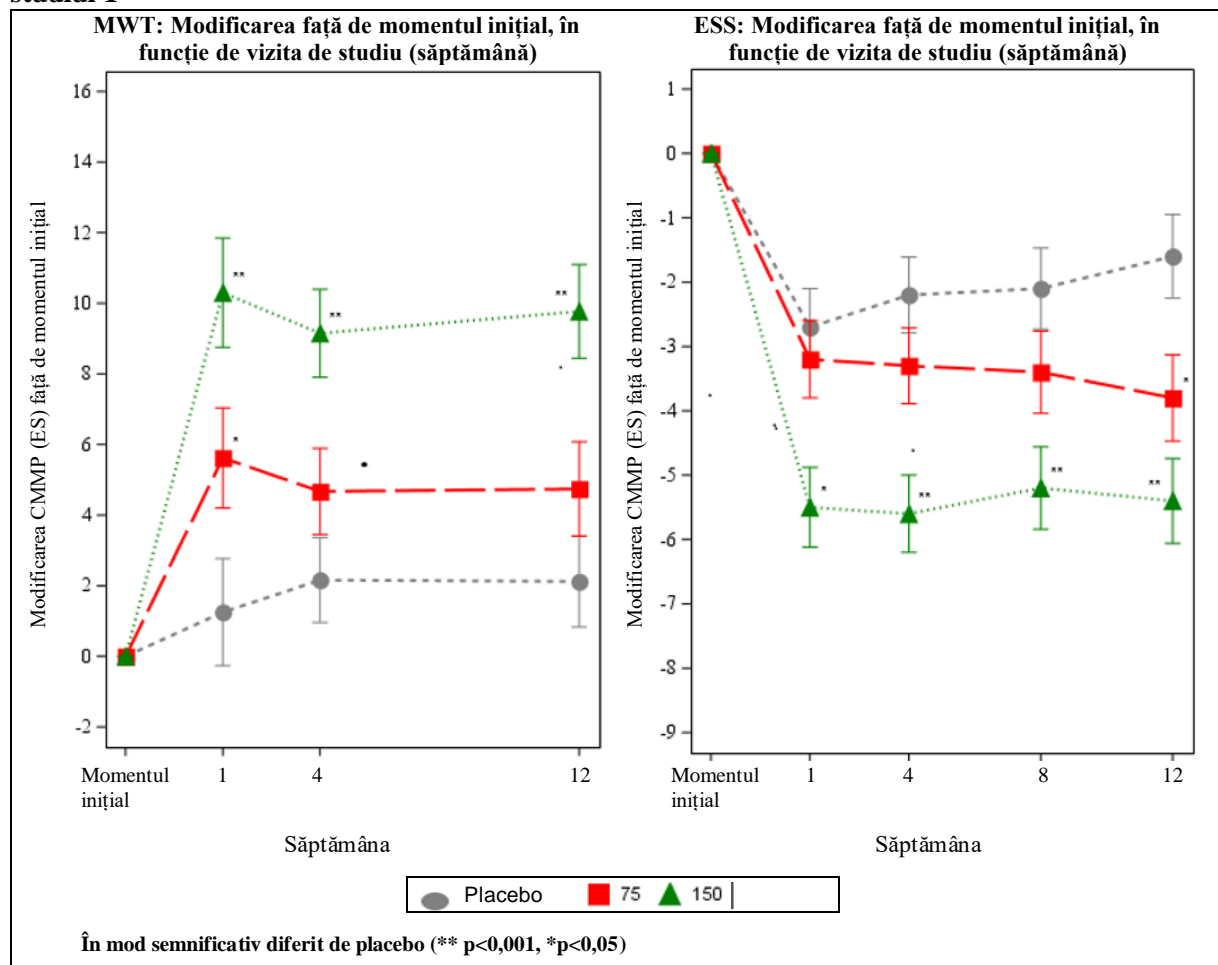 studiul 1
MWT: Modificarea față de momentul inițial, în
funcție de vizita de studiu (săptămână)
Modificarea CMMP (ES) față de momentul inițial
16
14
12
10
8
6
4
2
0
-2
**
**
**
*
Momentul
inițial
1
4
12
Săptămâna
ESS: Modificarea față de momentul inițial, în
funcție de vizita de studiu (săptămână)
Modificarea CMMP (ES) față de momentul inițial
1
0
-1
-2
-3
-4
-5
-6
-7
-8
-9
*
*
**
**
**
Momentul
inițial
1
4
8
12
Săptămâna
Placebo 75 150
În mod semnificativ diferit de placebo (** p<0,001, *p<0,05)